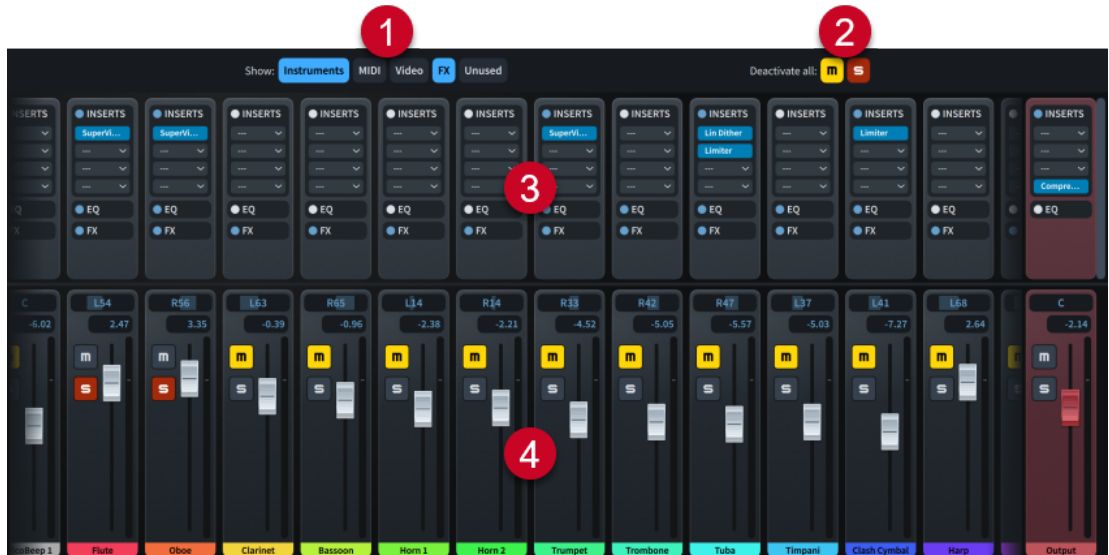 1 2
Show: Instruments MIDI Video FX Unused Deactivate all: m s
INSERTS INSERTS INSERTS INSERTS INSERTS INSERTS INSERTS INSERTS INSERTS INSERTS INSERTS INSERTS INSERTS
SuperVi... SuperVi... --- --- --- --- SuperVi... --- Lin Dither Limiter --- ---
--- --- --- --- --- --- --- --- Limiter --- --- ---
--- --- --- --- --- --- --- --- --- --- --- ---
--- --- --- --- --- --- --- --- --- --- --- Compre...
3
EQ EQ EQ EQ EQ EQ EQ EQ EQ EQ EQ EQ EQ
FX FX FX FX FX FX FX FX FX FX FX FX
C L54 R56 L63 R65 L14 R14 R33 R42 R47 L37 L41 L68 C
-6.02 2.47 3.35 -0.39 -0.96 -2.38 -2.21 -4.52 -5.05 -5.57 -5.03 -7.27 2.64 -2.14
m m m m m m m m m m m m m
s s s s s s s s s s s s s
4
coBeep 1 Flute Oboe Clarinet Bassoon Horn 1 Horn 2 Trumpet Trombone Tuba Timpani Clash Cymbal Harp Output